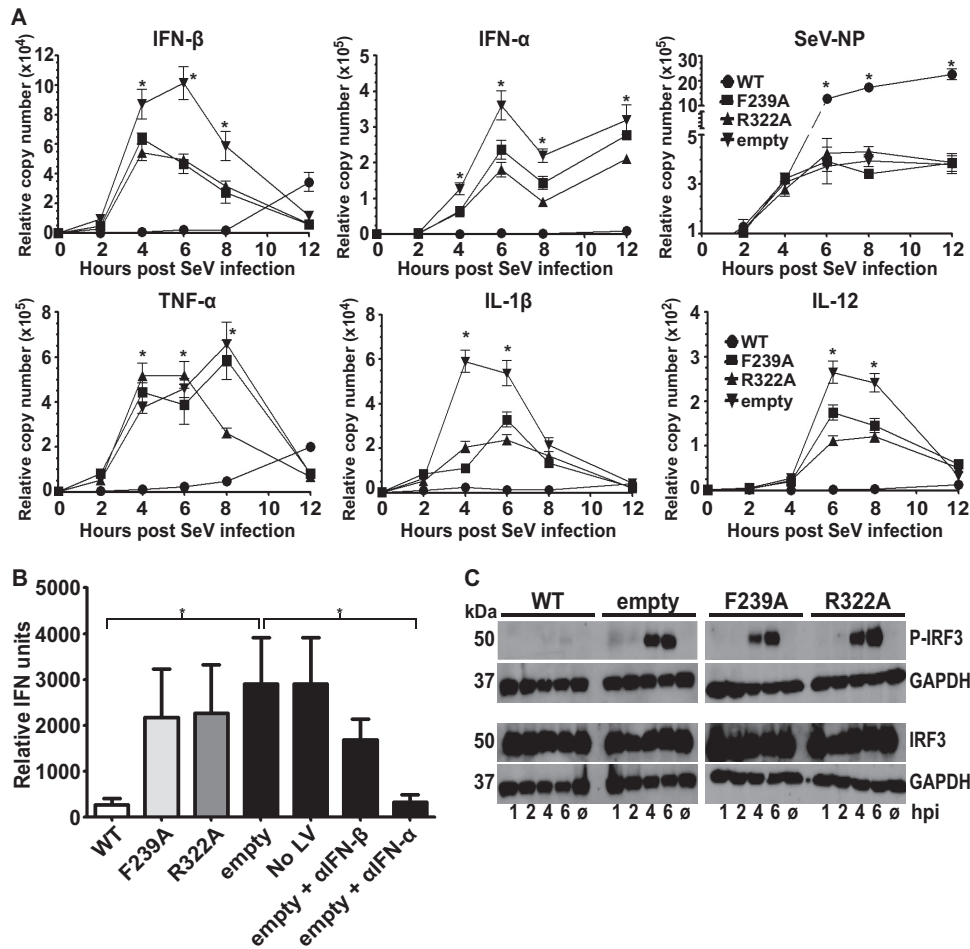 A
IFN-β
Relative copy number (x10⁴)
12
10
8
6
4
2
0
*
*
*
0 2 4 6 8 10 12
Hours post SeV infection
IFN-α
Relative copy number (x10⁵)
5
4
3
2
1
0
*
*
*
*
0 2 4 6 8 10 12
Hours post SeV infection
SeV-NP
Relative copy number (x10⁵)
30
20
10
5
3
1
*
*
*
WT
F239A
R322A
empty
0 2 4 6 8 10 12
Hours post SeV infection
TNF-α
Relative copy number (x10⁵)
8
6
4
2
0
*
*
*
0 2 4 6 8 10 12
Hours post SeV infection
IL-1β
Relative copy number (x10⁴)
8
6
4
2
0
*
*
0 2 4 6 8 10 12
Hours post SeV infection
IL-12
Relative copy number (x10²)
4
3
2
1
0
*
*
WT
F239A
R322A
empty
0 2 4 6 8 10 12
Hours post SeV infection
B
Relative IFN units
5000
4000
3000
2000
1000
0
*
*
WT
F239A
R322A
empty
No LV
empty + αIFN-β
empty + αIFN-α
C
kDa
WT empty F239A R322A
50 P-IRF3
37 GAPDH
50 IRF3
37 GAPDH
1 2 4 6 ø 1 2 4 6 ø 1 2 4 6 ø 1 2 4 6 ø hpi